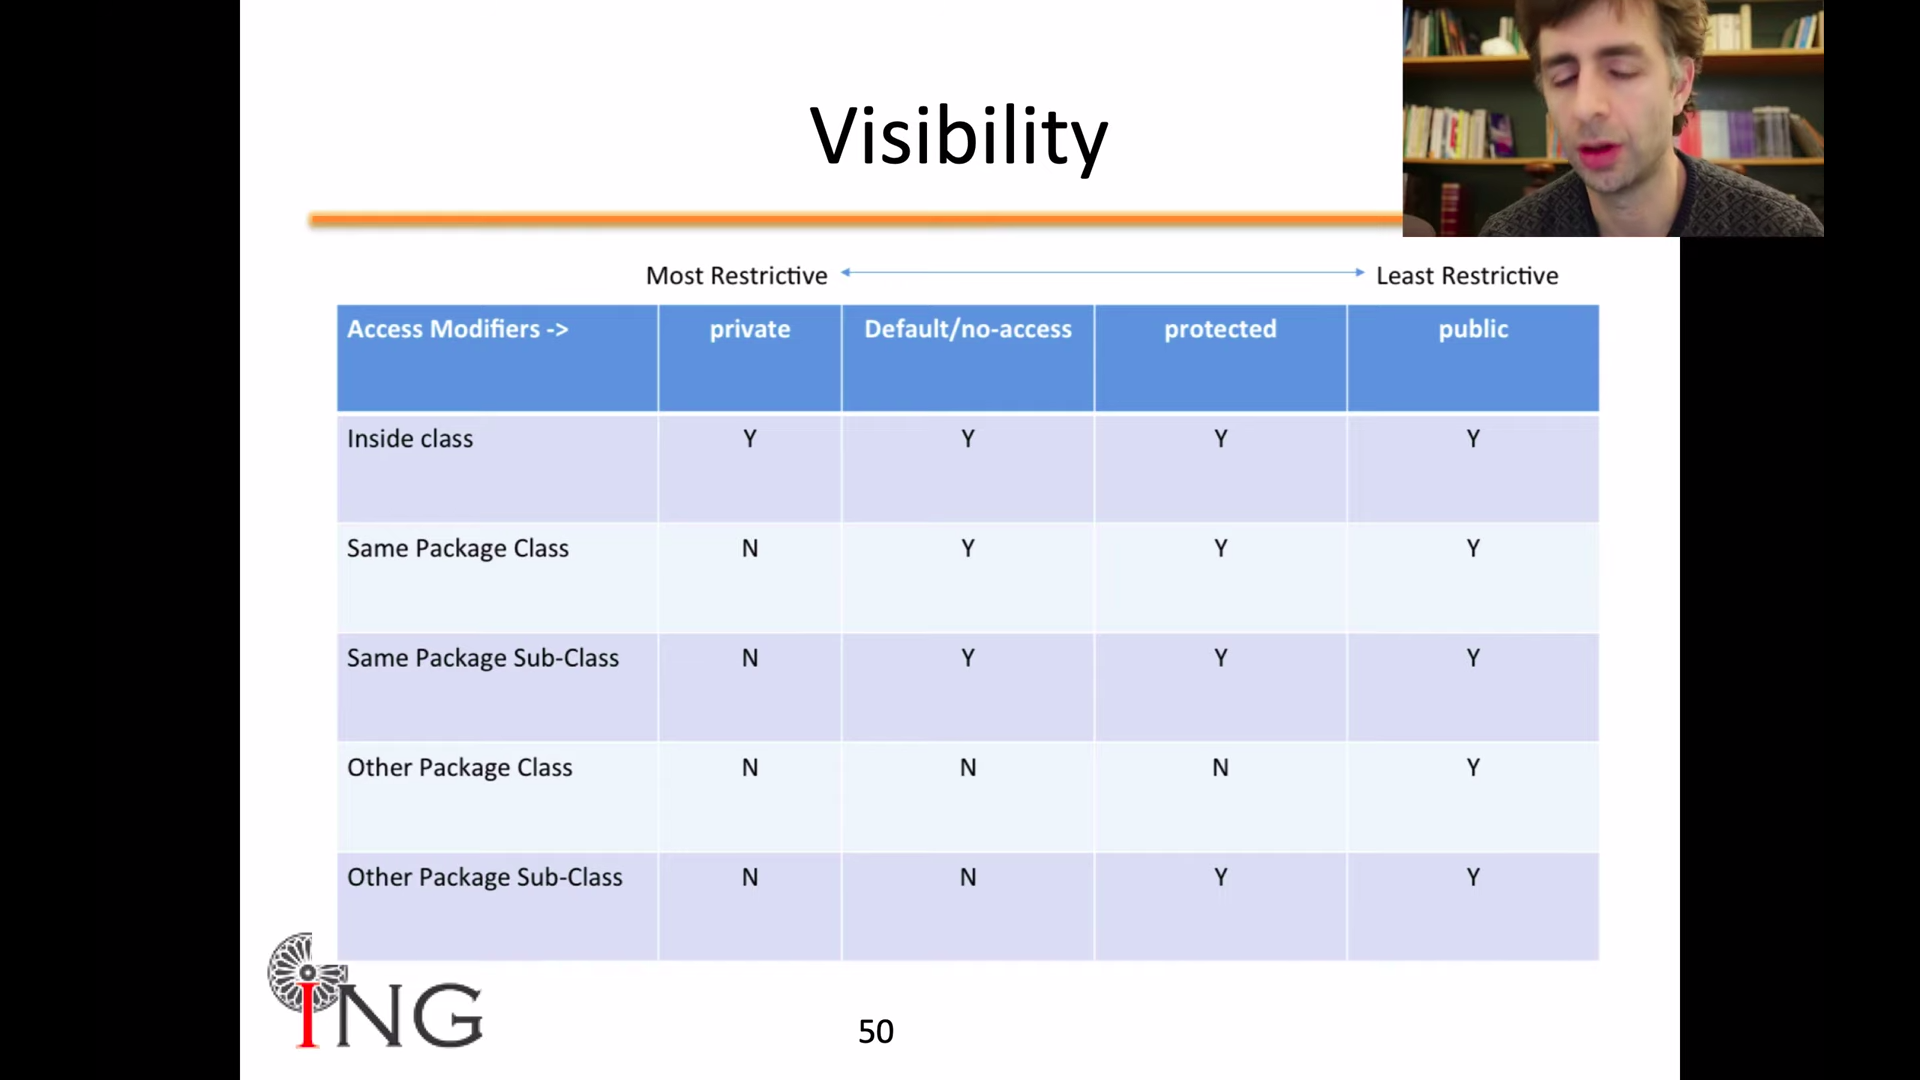 Visibility
Most Restrictive Least Restrictive
Access Modifiers -> private Default/no-access protected public
Inside class Y Y Y Y
Same Package Class N Y Y Y
Same Package Sub-Class N Y Y Y
Other Package Class N N N Y
Other Package Sub-Class N N Y Y
ING
50